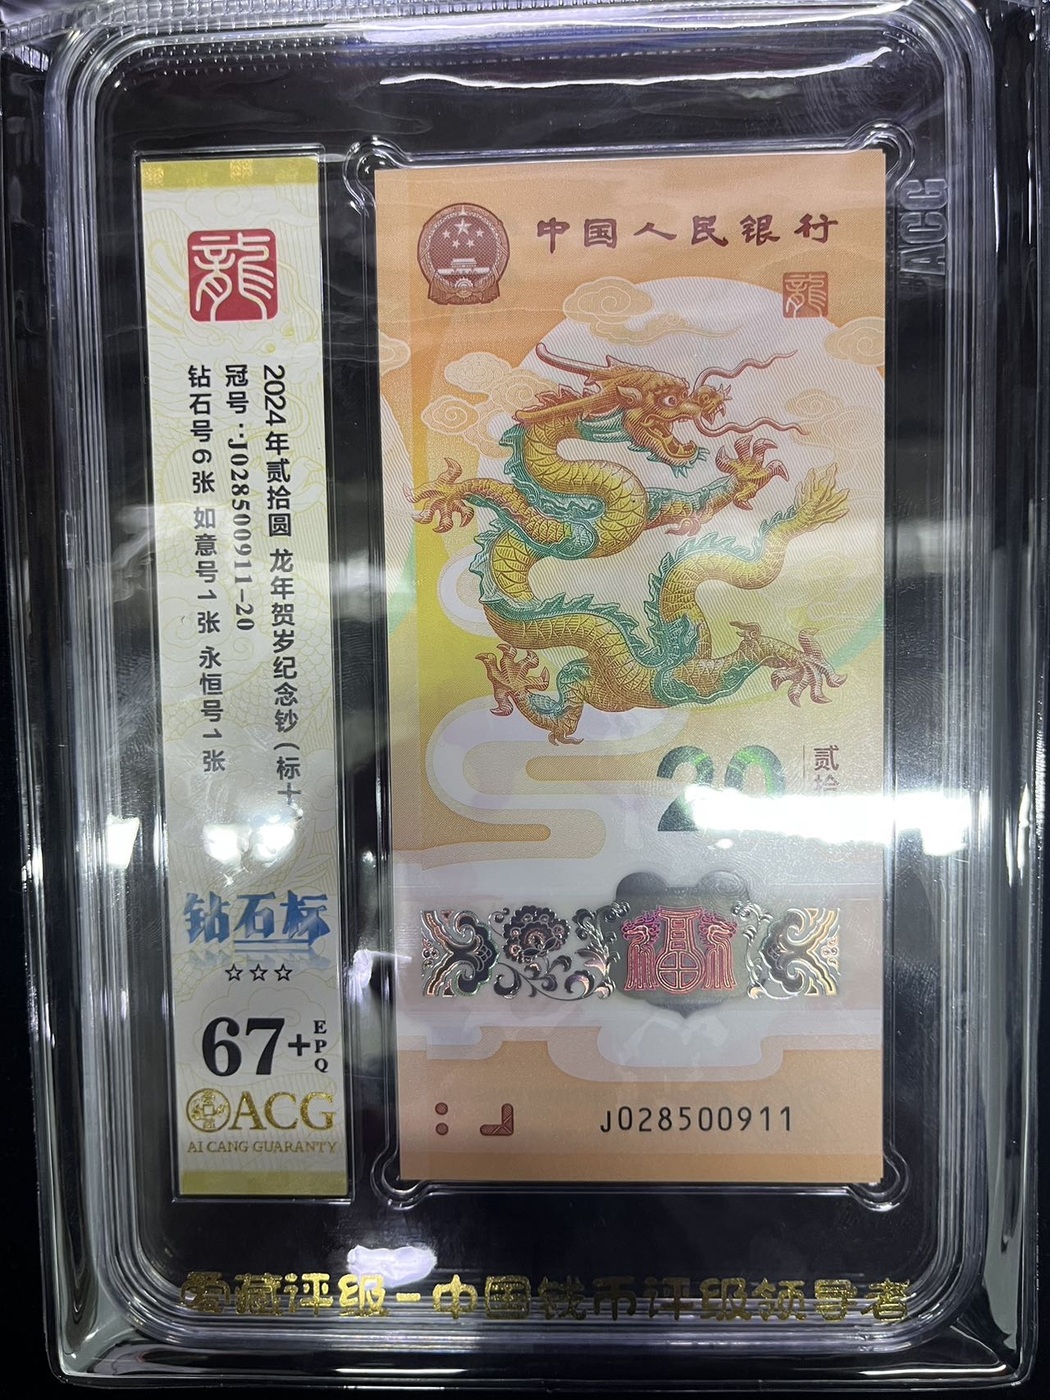 龍
2024年贰拾圆 龙年贺岁纪念钞（标十
冠号：J028500911-20
钻石号6张 如意号1张 永恒号1张
钻石标
☆☆☆
67+EPQ
ACG
AI CANG GUARANTY
中国人民银行
龍
20
贰拾
J028500911
ACG
爱藏评级-中国钱币评级领导者